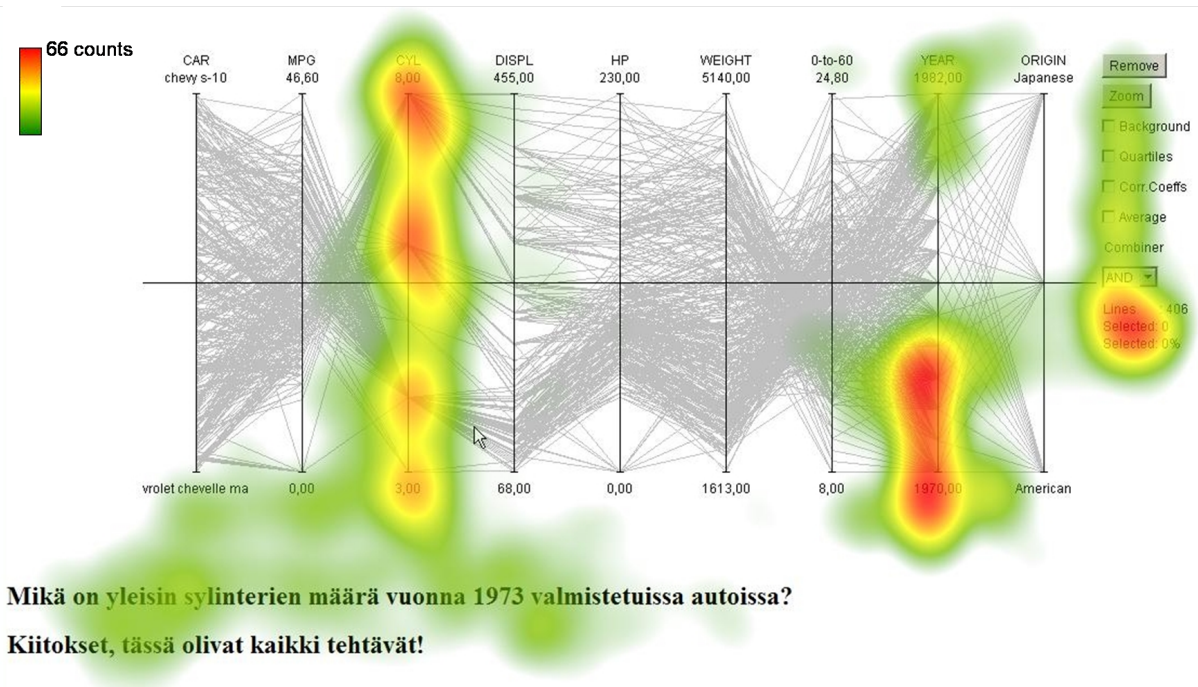 66 counts
CAR MPG CYL DISPL HP WEIGHT 0-to-60 YEAR ORIGIN
chevy s-10 46,60 8,00 455,00 230,00 5140,00 24,80 1982,00 Japanese
Remove
Zoom
Background
Quartiles
Corr.Coeffs
Average
Combiner
AND
Lines : 406
Selected: 0
Selected: 0%
vrolet chevelle ma 0,00 3,00 68,00 0,00 1613,00 8,00 1970,00 American
Mikä on yleisin sylinterien määrä vuonna 1973 valmistetuissa autoissa?
Kiitokset, tässä olivat kaikki tehtävät!